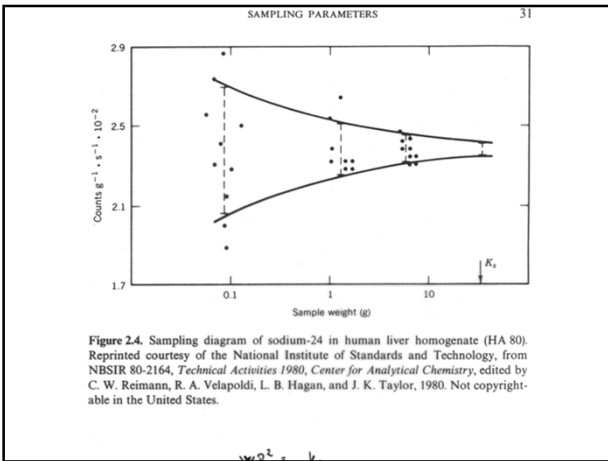 SAMPLING PARAMETERS 31
2.9
2.5
2.1
1.7
Counts g⁻¹ · s⁻¹ · 10⁻²
0.1 1 10
Kₛ
Sample weight (g)
Figure 2.4. Sampling diagram of sodium-24 in human liver homogenate (HA 80).
Reprinted courtesy of the National Institute of Standards and Technology, from
NBSIR 80-2164, Technical Activities 1980, Center for Analytical Chemistry, edited by
C. W. Reimann, R. A. Velapoldi, L. B. Hagan, and J. K. Taylor, 1980. Not copyright-
able in the United States.